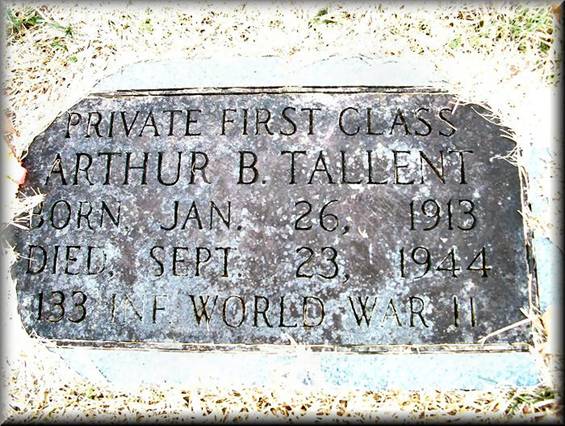 PRIVATE FIRST CLASS
ARTHUR B. TALLENT
BORN JAN. 26, 1913
DIED, SEPT. 23, 1944
133 INF WORLD WAR II